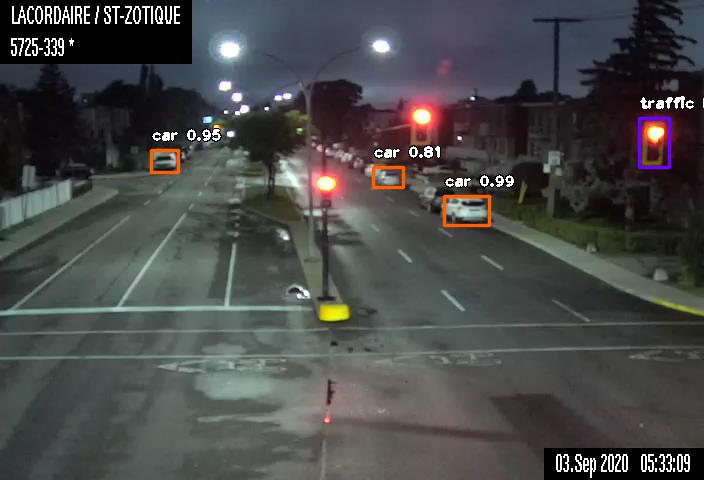 LACORDAIRE / ST-ZOTIQUE
5725-339 *
traffic
car 0.95
car 0.81
car 0.99
03.Sep 2020 05:33:09